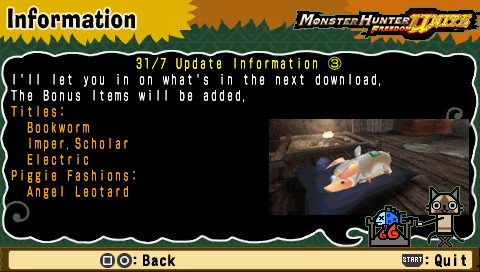 Information
MONSTER HUNTER
FREEDOM UNITE
31/7 Update Information ③
I'll let you in on what's in the next download.
The Bonus Items will be added.
Titles:
Bookworm
Imper.Scholar
Electric
Piggie Fashions:
Angel Leotard
: Back
START: Quit